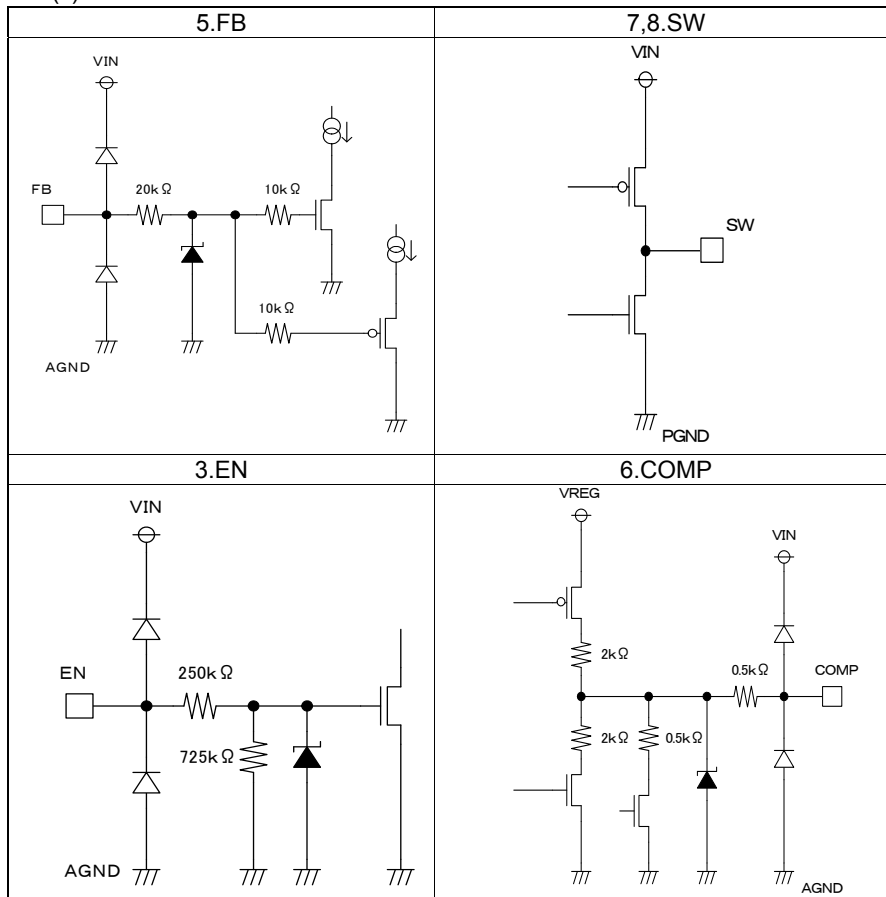 5.FB
VIN
FB
20kΩ
10kΩ
10kΩ
AGND
7,8.SW
VIN
SW
PGND
3.EN
VIN
EN
250kΩ
725kΩ
AGND
6.COMP
VREG
VIN
2kΩ
0.5kΩ
COMP
2kΩ
0.5kΩ
AGND